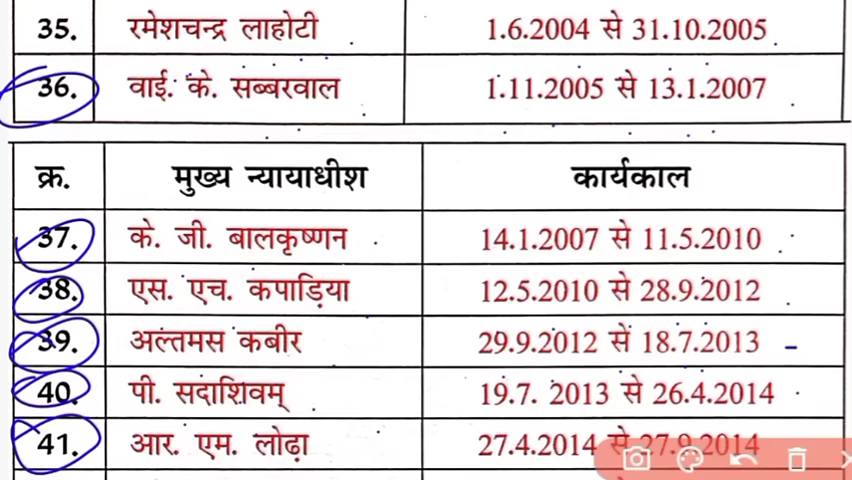 35. रमेशचन्द्र लाहोटी 1.6.2004 से 31.10.2005
36. वाई. के. सब्बरवाल 1.11.2005 से 13.1.2007
क्र. मुख्य न्यायाधीश कार्यकाल
37. के. जी. बालकृष्णन 14.1.2007 से 11.5.2010
38. एस. एच. कपाड़िया 12.5.2010 से 28.9.2012
39. अल्तमस कबीर 29.9.2012 से 18.7.2013
40. पी. सदाशिवम् 19.7. 2013 से 26.4.2014
41. आर. एम. लोढ़ा 27.4.2014 से 27.9.2014